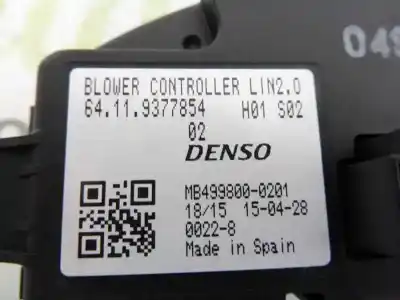 BLOWER CONTROLLER LIN2.0
64.11.9377854 H01 S02
02
DENSO
MB499800-0201
18/15 15-04-28
0022-8
Made in Spain